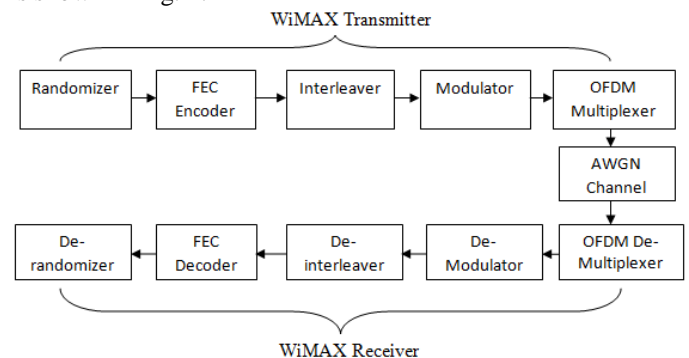 WiMAX Transmitter
Randomizer
FEC
Encoder
Interleaver
Modulator
OFDM
Multiplexer
AWGN
Channel
De-
randomizer
FEC
Decoder
De-
interleaver
De-
Modulator
OFDM De-
Multiplexer
WiMAX Receiver